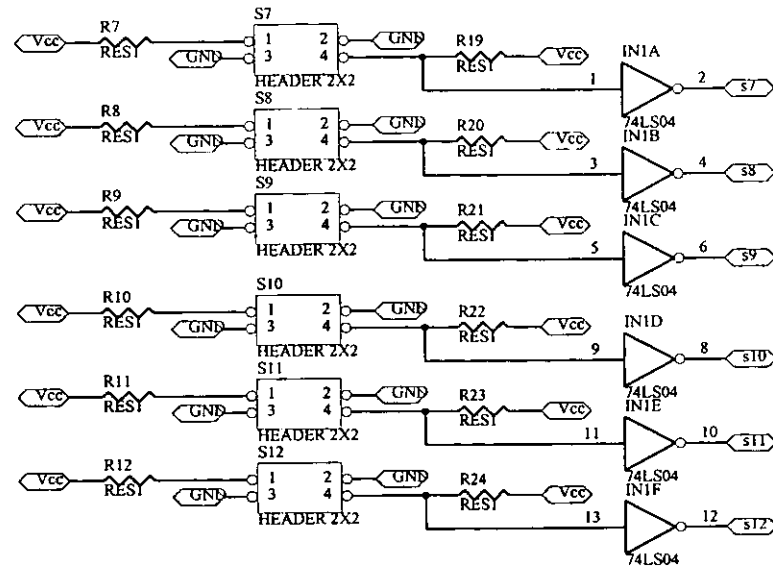 S7
Vcc R7 RES1 1 2 GND R19 Vcc IN1A
GND 3 4 RES1 1 2 s7
HEADER 2X2 74LS04
S8
Vcc R8 RES1 1 2 GND R20 Vcc IN1B
GND 3 4 RES1 3 4 s8
HEADER 2X2 74LS04
S9
Vcc R9 RES1 1 2 GND R21 Vcc IN1C
GND 3 4 RES1 5 6 s9
HEADER 2X2 74LS04
S10
Vcc R10 RES1 1 2 GND R22 Vcc IN1D
GND 3 4 RES1 9 8 s10
HEADER 2X2 74LS04
S11
Vcc R11 RES1 1 2 GND R23 Vcc IN1E
GND 3 4 RES1 11 10 s11
HEADER 2X2 74LS04
S12
Vcc R12 RES1 1 2 GND R24 Vcc IN1F
GND 3 4 RES1 13 12 s12
HEADER 2X2 74LS04